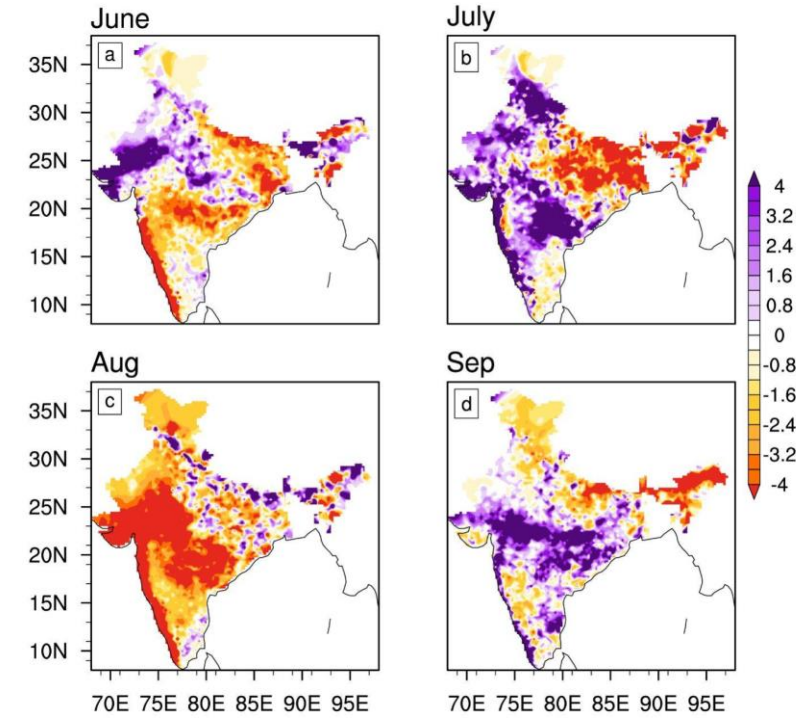 June
July
a
b
35N
30N
25N
20N
15N
10N
4
3.2
2.4
1.6
0.8
0
-0.8
-1.6
-2.4
-3.2
-4
Aug
Sep
c
d
35N
30N
25N
20N
15N
10N
70E 75E 80E 85E 90E 95E
70E 75E 80E 85E 90E 95E